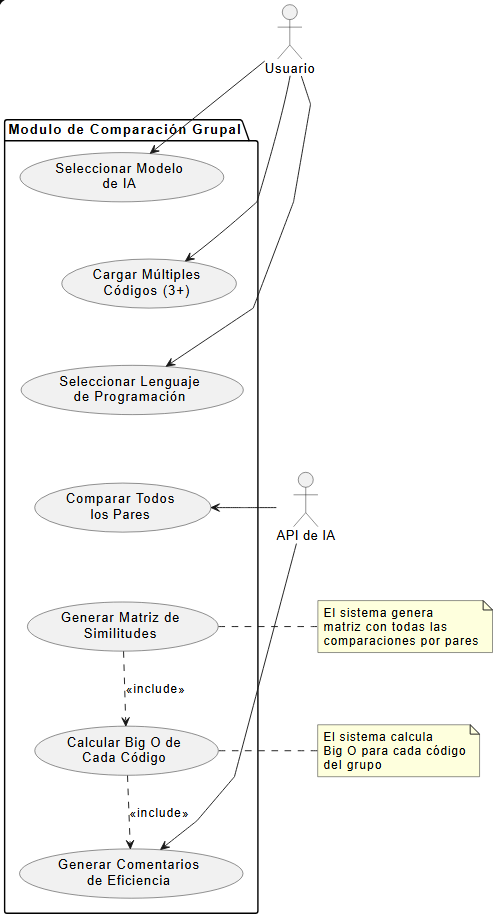 Usuario
Modulo de Comparación Grupal
Seleccionar Modelo
de IA
Cargar Múltiples
Códigos (3+)
Seleccionar Lenguaje
de Programación
Comparar Todos
los Pares
API de IA
Generar Matriz de
Similitudes
El sistema genera
matriz con todas las
comparaciones por pares
«include»
Calcular Big O de
Cada Código
El sistema calcula
Big O para cada código
del grupo
«include»
Generar Comentarios
de Eficiencia